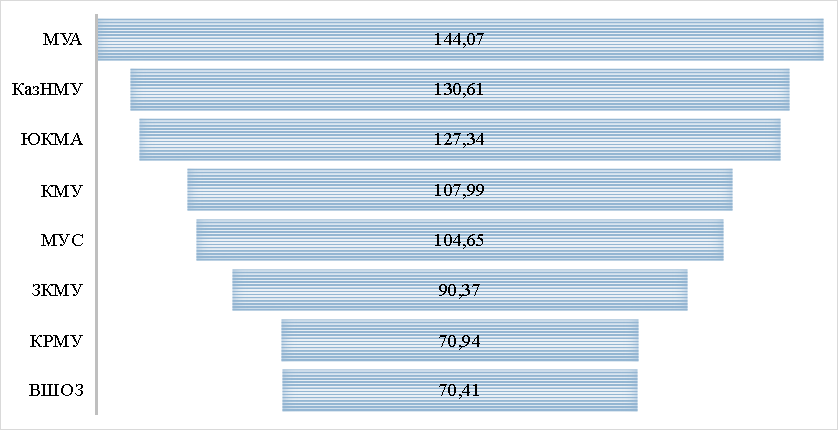 МУА 144,07
КазНМУ 130,61
ЮКМА 127,34
КМУ 107,99
МУС 104,65
ЗКМУ 90,37
КРМУ 70,94
ВШОЗ 70,41